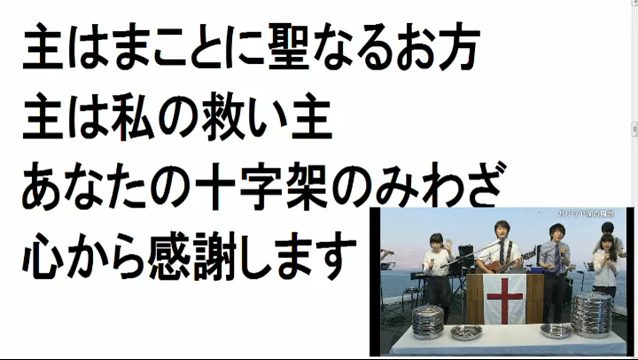 主はまことに聖なるお方
主は私の救い主
あなたの十字架のみわざ
心から感謝します